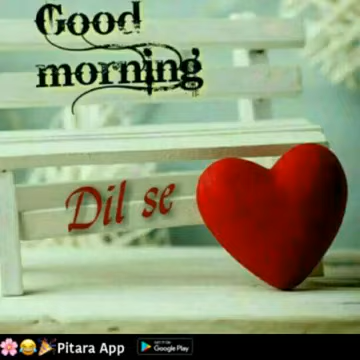 Good
morning
Dil se
🌸😂🎉Pitara App
GET IT ON
Google Play